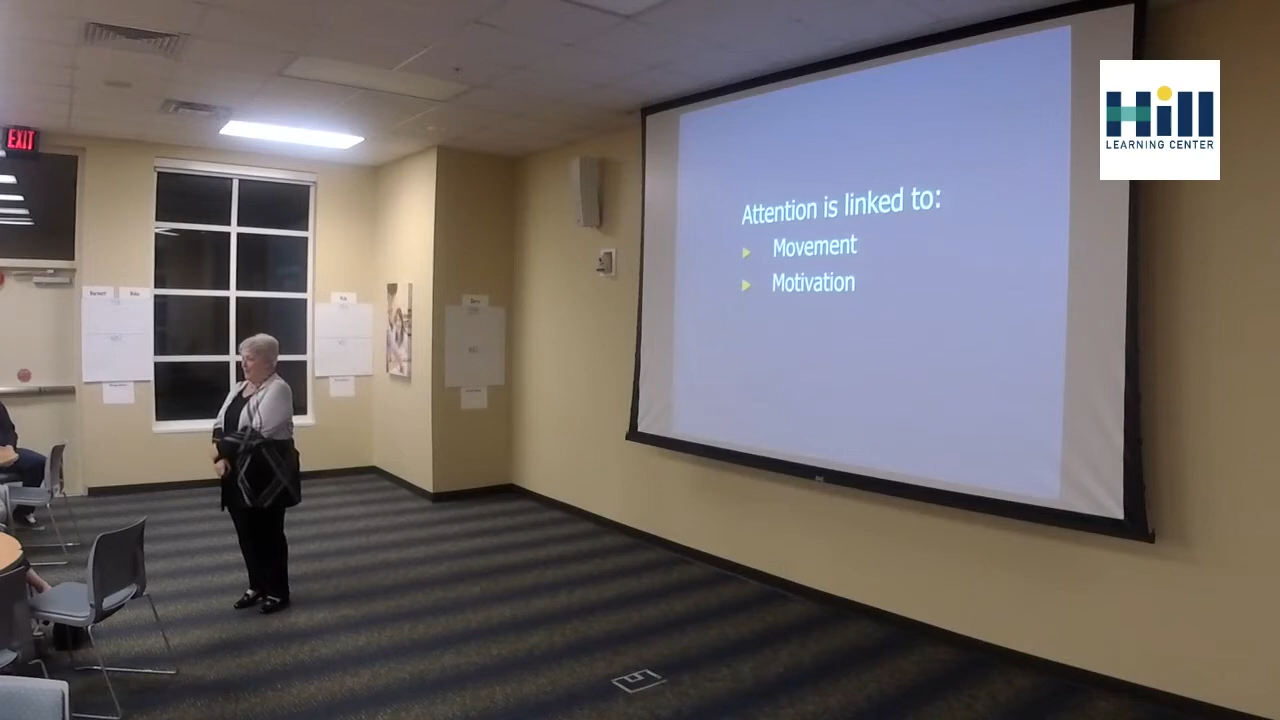 EXIT
Hill
LEARNING CENTER
Attention is linked to:
Movement
Motivation